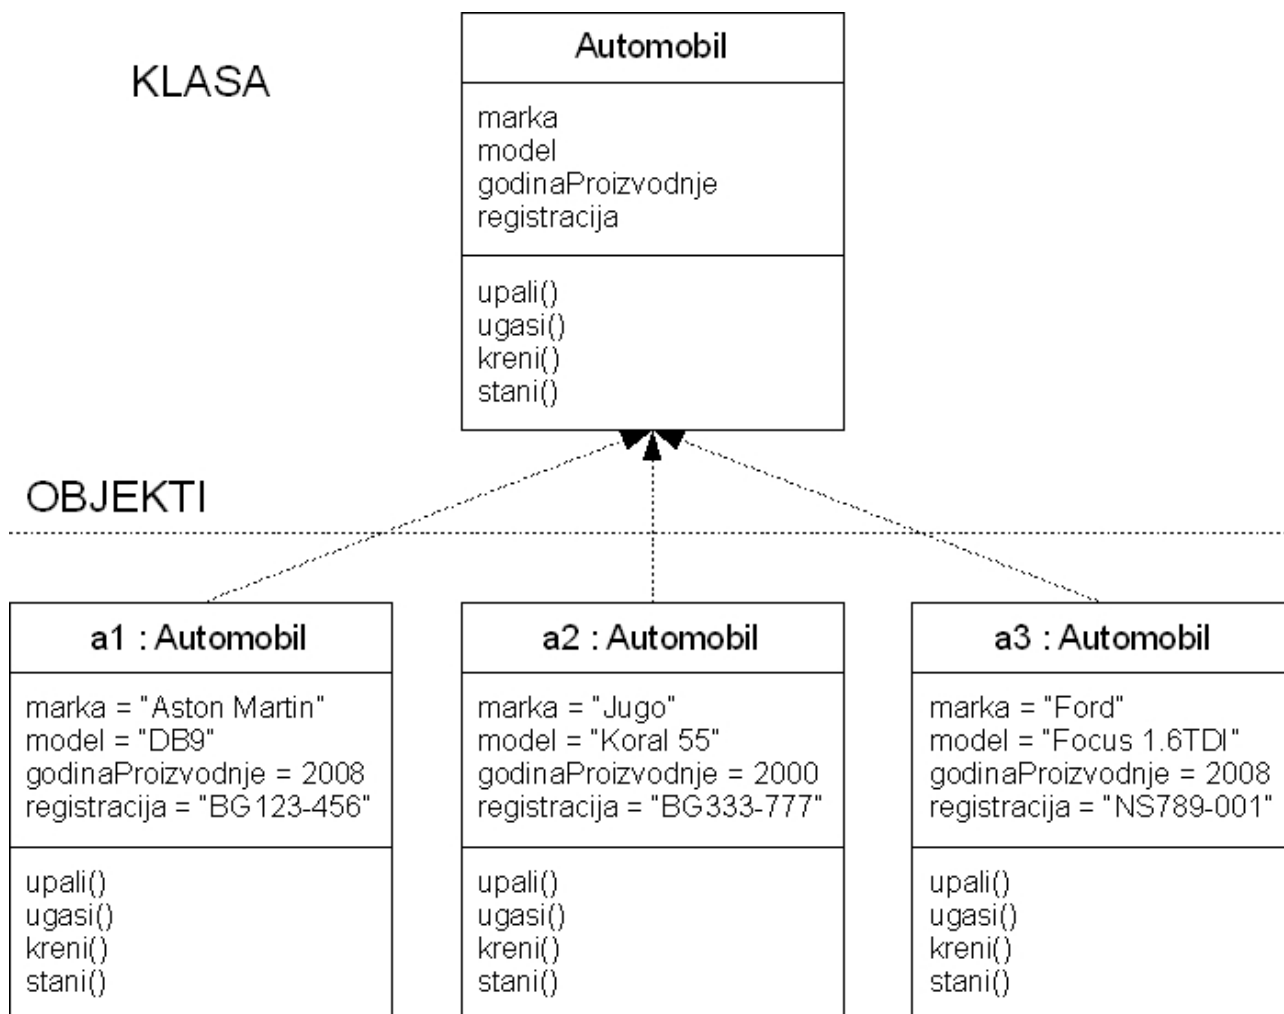 KLASA
Automobil
marka
model
godinaProizvodnje
registracija
upali()
ugasi()
kreni()
stani()
OBJEKTI
a1 : Automobil
marka = "Aston Martin"
model = "DB9"
godinaProizvodnje = 2008
registracija = "BG123-456"
upali()
ugasi()
kreni()
stani()
a2 : Automobil
marka = "Jugo"
model = "Koral 55"
godinaProizvodnje = 2000
registracija = "BG333-777"
upali()
ugasi()
kreni()
stani()
a3 : Automobil
marka = "Ford"
model = "Focus 1.6TDI"
godinaProizvodnje = 2008
registracija = "NS789-001"
upali()
ugasi()
kreni()
stani()